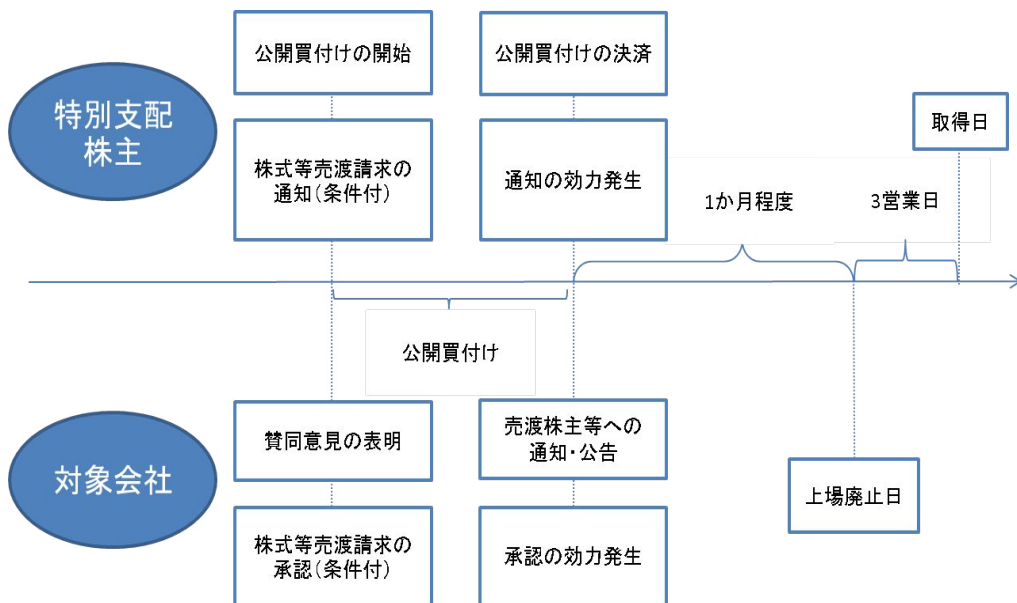 公開買付けの開始
公開買付けの決済
特別支配
株主
取得日
株式等売渡請求の
通知(条件付)
通知の効力発生
1か月程度
3営業日
公開買付け
賛同意見の表明
売渡株主等への
通知・公告
対象会社
上場廃止日
株式等売渡請求の
承認(条件付)
承認の効力発生